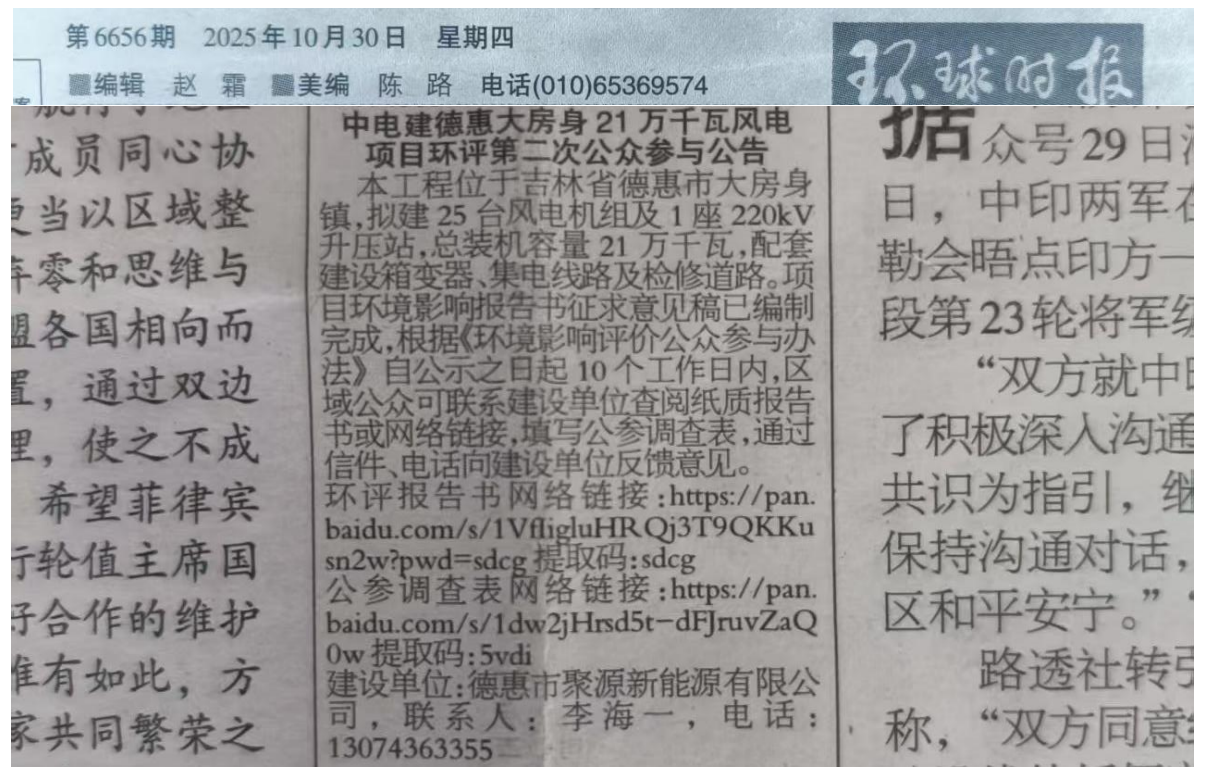 第6656期 2025年10月30日 星期四
■编辑 赵 霜 ■美编 陈 路 电话(010)65369574
环球时报
成员同心协
更当以区域整
弃零和思维与
盟各国相向而
置，通过双边
理，使之不成
希望菲律宾
行轮值主席国
好合作的维护
唯有如此，方
家共同繁荣之
中电建德惠大房身21万千瓦风电
项目环评第二次公众参与公告
本工程位于吉林省德惠市大房身
镇,拟建25台风电机组及1座220kV
升压站,总装机容量21万千瓦,配套
建设箱变器、集电线路及检修道路。项
目环境影响报告书征求意见稿已编制
完成,根据《环境影响评价公众参与办
法》自公示之日起10个工作日内,区
域公众可联系建设单位查阅纸质报告
书或网络链接,填写公参调查表,通过
信件、电话向建设单位反馈意见。
环评报告书网络链接:https://pan.
baidu.com/s/1VfligluHRQj3T9QKKu
sn2w?pwd=sdcg 提取码:sdcg
公参调查表网络链接:https://pan.
baidu.com/s/1dw2jHrsd5t-dFJruvZaQ
0w 提取码:5vdi
建设单位:德惠市聚源新能源有限公
司，联系人：李海一，电话：
13074363355
据
众号29日
日，中印两军在
勒会晤点印方一
段第23轮将军级
“双方就中印
了积极深入沟通
共识为指引，继
保持沟通对话，
区和平安宁。”
路透社转引
称，“双方同意